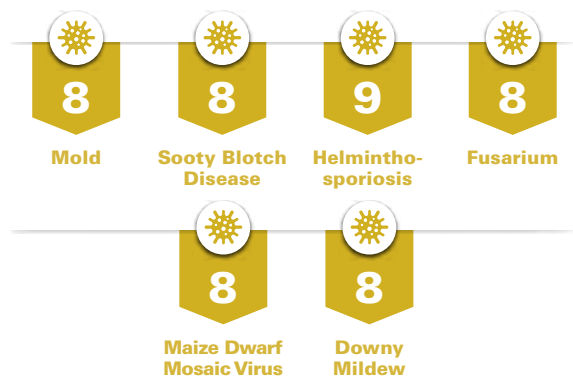 8 8 9 8
Mold Sooty Blotch Helmintho- Fusarium
Disease sporiosis
8 8
Maize Dwarf Downy
Mosaic Virus Mildew